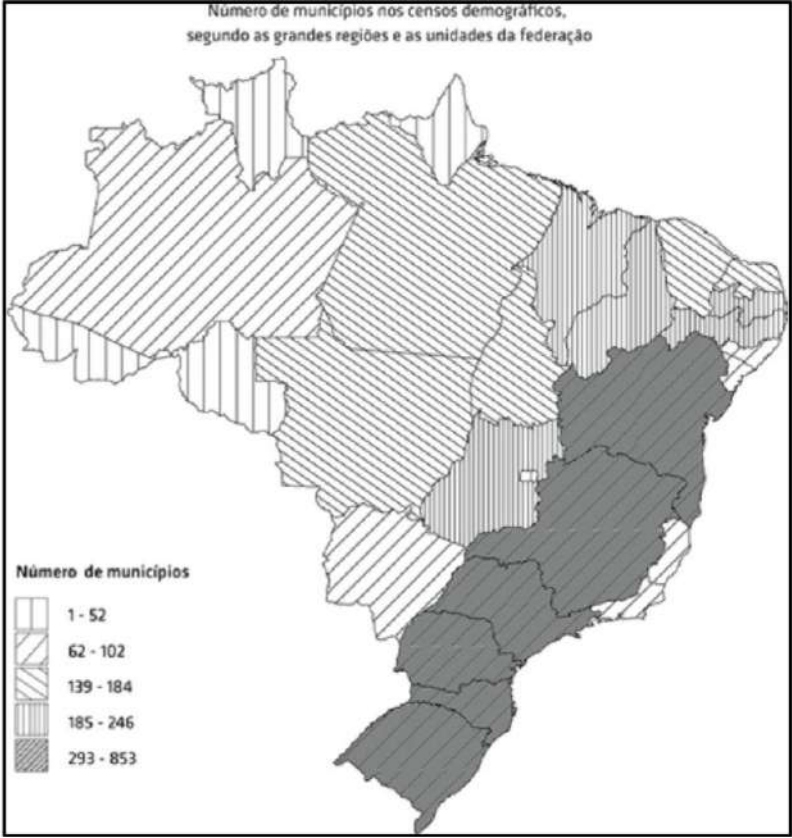 Número de municípios nos censos demográficos,
segundo as grandes regiões e as unidades da federação
Número de municípios
1 - 52
62 - 102
139 - 184
185 - 246
293 - 853